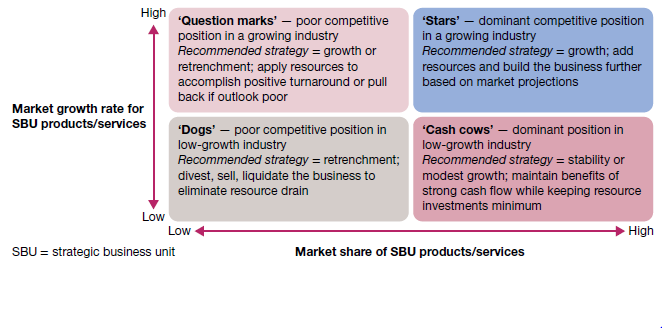 High
'Question marks' — poor competitive
position in a growing industry
Recommended strategy = growth or
retrenchment; apply resources to
accomplish positive turnaround or pull
back if outlook poor
'Stars' — dominant competitive position
in a growing industry
Recommended strategy = growth; add
resources and build the business further
based on market projections
Market growth rate for
SBU products/services
'Dogs' — poor competitive position in
low-growth industry
Recommended strategy = retrenchment;
divest, sell, liquidate the business to
eliminate resource drain
'Cash cows' — dominant position in
low-growth industry
Recommended strategy = stability or
modest growth; maintain benefits of
strong cash flow while keeping resource
investments minimum
Low
Low
High
SBU = strategic business unit
Market share of SBU products/services